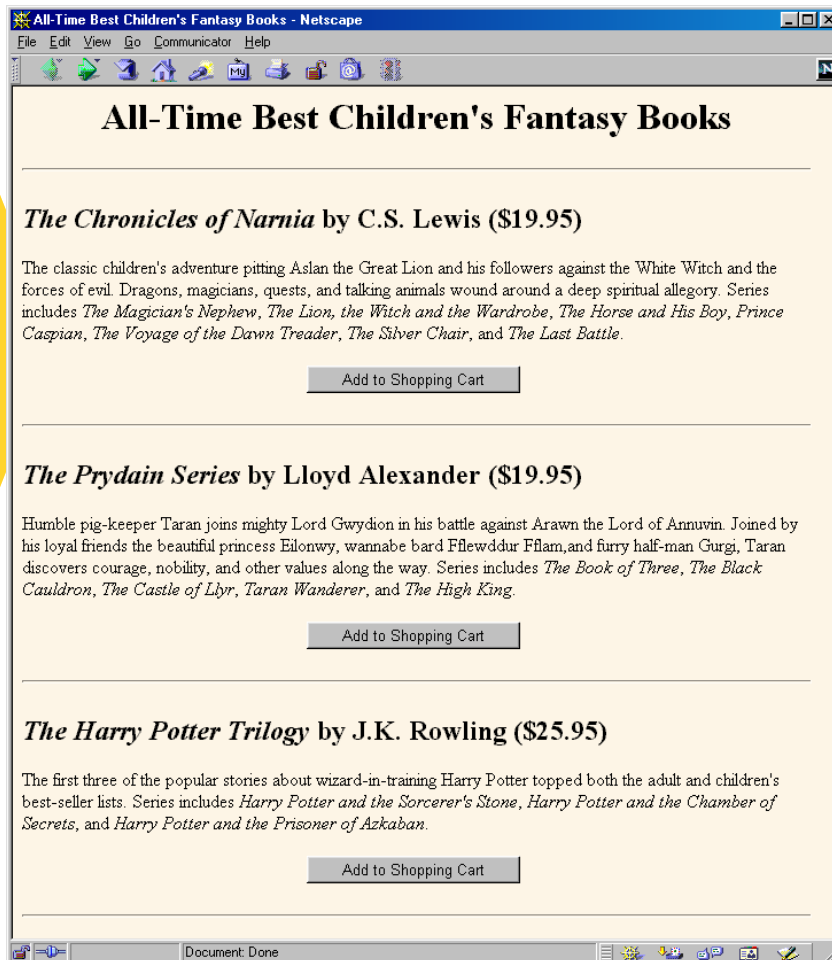 All-Time Best Children's Fantasy Books - Netscape
File Edit View Go Communicator Help
My
N
All-Time Best Children's Fantasy Books
The Chronicles of Narnia by C.S. Lewis ($19.95)
The classic children's adventure pitting Aslan the Great Lion and his followers against the White Witch and the
forces of evil. Dragons, magicians, quests, and talking animals wound around a deep spiritual allegory. Series
includes The Magician's Nephew, The Lion, the Witch and the Wardrobe, The Horse and His Boy, Prince
Caspian, The Voyage of the Dawn Treader, The Silver Chair, and The Last Battle.
Add to Shopping Cart
The Prydain Series by Lloyd Alexander ($19.95)
Humble pig-keeper Taran joins mighty Lord Gwydion in his battle against Arawn the Lord of Annuvin. Joined by
his loyal friends the beautiful princess Eilonwy, wannabe bard Fflewddur Fflam,and furry half-man Gurgi, Taran
discovers courage, nobility, and other values along the way. Series includes The Book of Three, The Black
Cauldron, The Castle of Llyr, Taran Wanderer, and The High King.
Add to Shopping Cart
The Harry Potter Trilogy by J.K. Rowling ($25.95)
The first three of the popular stories about wizard-in-training Harry Potter topped both the adult and children's
best-seller lists. Series includes Harry Potter and the Sorcerer's Stone, Harry Potter and the Chamber of
Secrets, and Harry Potter and the Prisoner of Azkaban.
Add to Shopping Cart
Document: Done